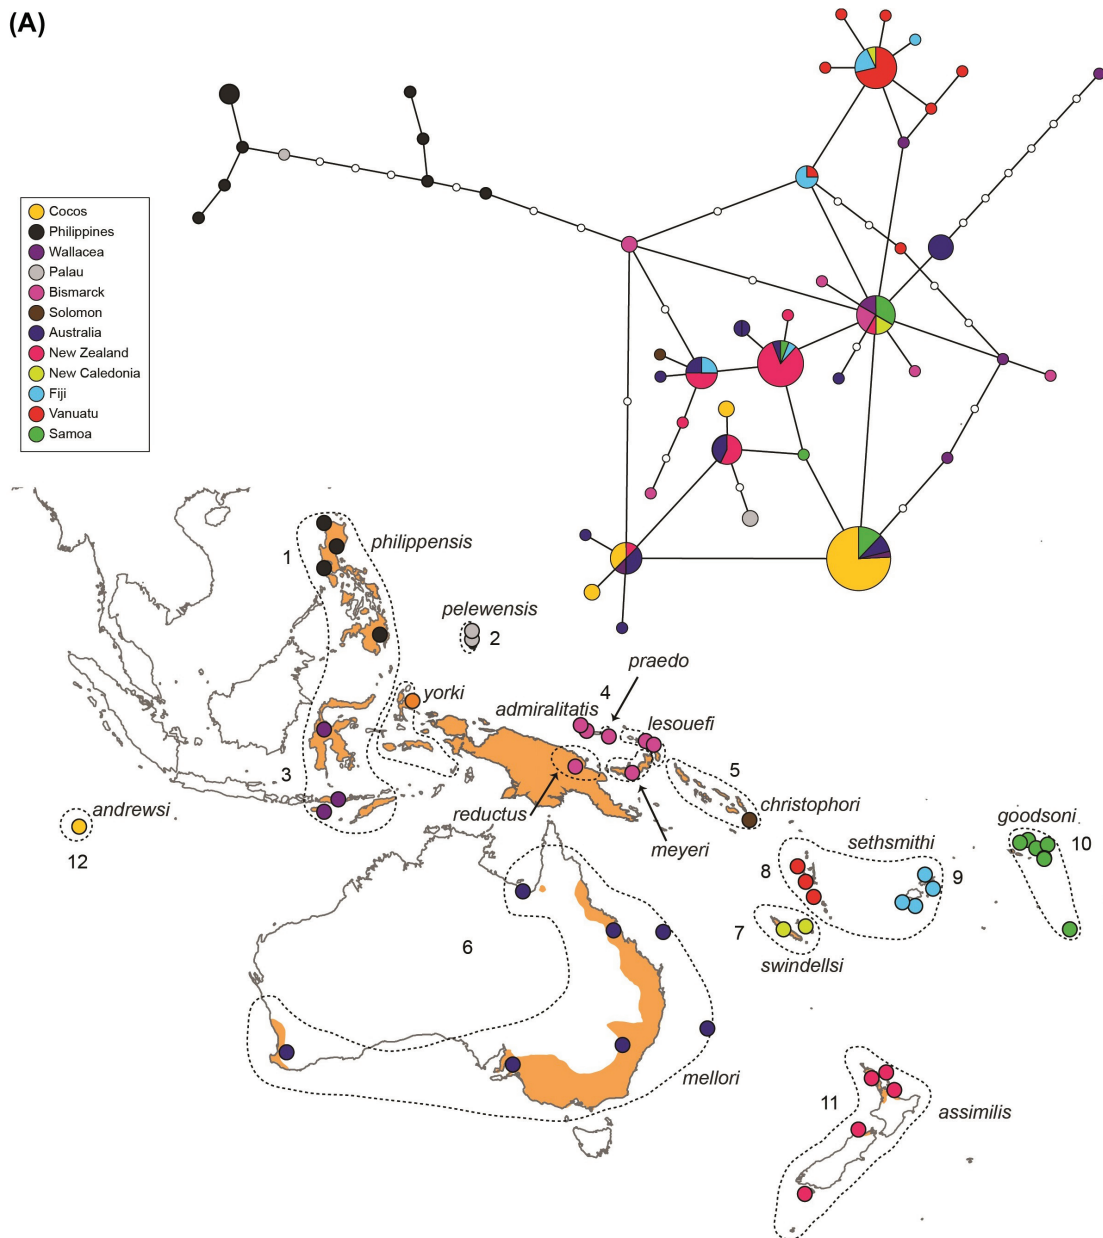 (A)
Cocos
Philippines
Wallacea
Palau
Bismarck
Solomon
Australia
New Zealand
New Caledonia
Fiji
Vanuatu
Samoa
1
philippensis
pelewensis
2
praedo
4
yorki
admiralitatis
lesouefi
3
5
andrewsi
christophori
reductus
goodsoni
12
meyeri
sethsmithi
10
8
9
6
7
swindellsi
mellori
11
assimilis